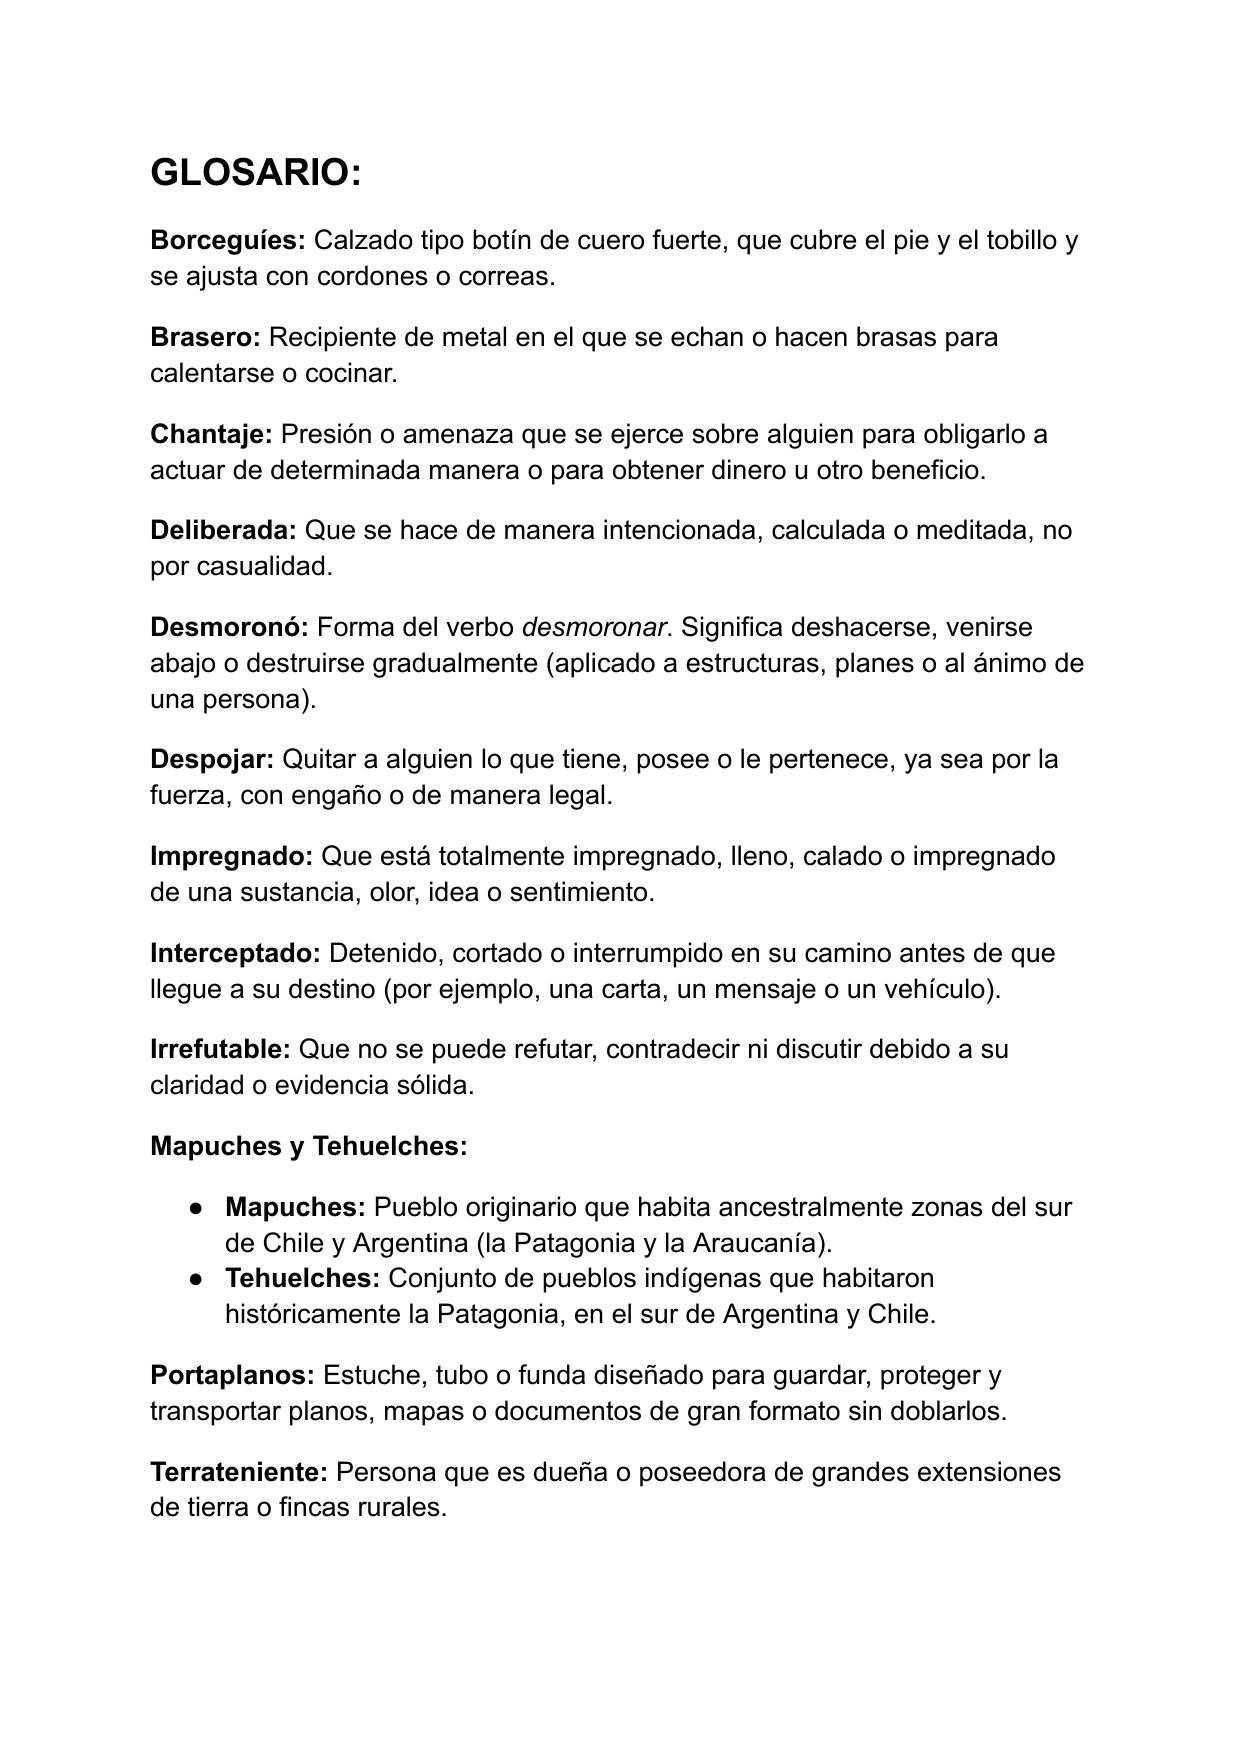 GLOSARIO:
Borceguíes: Calzado tipo botín de cuero fuerte, que cubre el pie y el tobillo y
se ajusta con cordones o correas.
Brasero: Recipiente de metal en el que se echan o hacen brasas para
calentarse o cocinar.
Chantaje: Presión o amenaza que se ejerce sobre alguien para obligarlo a
actuar de determinada manera o para obtener dinero u otro beneficio.
Deliberada: Que se hace de manera intencionada, calculada o meditada, no
por casualidad.
Desmoronó: Forma del verbo desmoronar. Significa deshacerse, venirse
abajo o destruirse gradualmente (aplicado a estructuras, planes o al ánimo de
una persona).
Despojar: Quitar a alguien lo que tiene, posee o le pertenece, ya sea por la
fuerza, con engaño o de manera legal.
Impregnado: Que está totalmente impregnado, lleno, calado o impregnado
de una sustancia, olor, idea o sentimiento.
Interceptado: Detenido, cortado o interrumpido en su camino antes de que
llegue a su destino (por ejemplo, una carta, un mensaje o un vehículo).
Irrefutable: Que no se puede refutar, contradecir ni discutir debido a su
claridad o evidencia sólida.
Mapuches y Tehuelches:
● Mapuches: Pueblo originario que habita ancestralmente zonas del sur
de Chile y Argentina (la Patagonia y la Araucanía).
● Tehuelches: Conjunto de pueblos indígenas que habitaron
históricamente la Patagonia, en el sur de Argentina y Chile.
Portaplanos: Estuche, tubo o funda diseñado para guardar, proteger y
transportar planos, mapas o documentos de gran formato sin doblarlos.
Terrateniente: Persona que es dueña o poseedora de grandes extensiones
de tierra o fincas rurales.